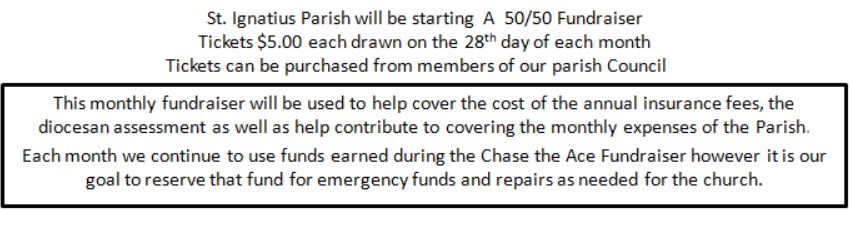 St. Ignatius Parish will be starting A 50/50 Fundraiser
Tickets $5.00 each drawn on the 28th day of each month
Tickets can be purchased from members of our parish Council
This monthly fundraiser will be used to help cover the cost of the annual insurance fees, the
diocesan assessment as well as help contribute to covering the monthly expenses of the Parish.
Each month we continue to use funds earned during the Chase the Ace Fundraiser however it is our
goal to reserve that fund for emergency funds and repairs as needed for the church.